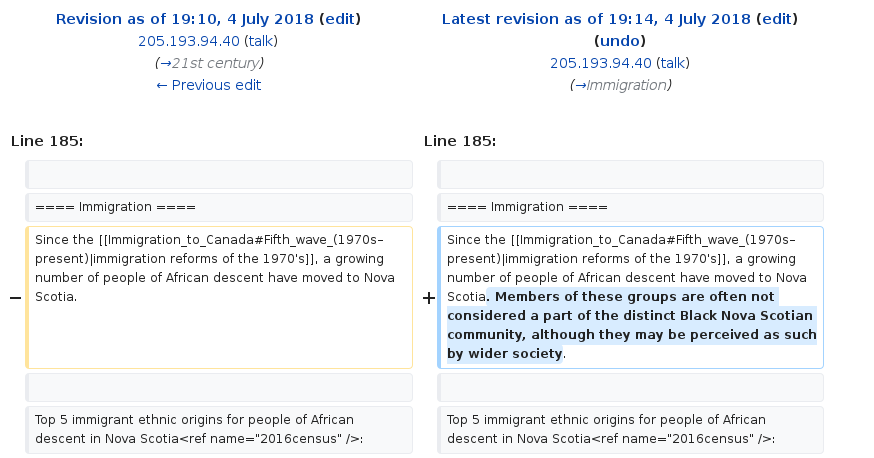 Revision as of 19:10, 4 July 2018 (edit)
205.193.94.40 (talk)
(→21st century)
← Previous edit
Latest revision as of 19:14, 4 July 2018 (edit)
(undo)
205.193.94.40 (talk)
(→Immigration)
Line 185:
Line 185:
==== Immigration ====
==== Immigration ====
−
Since the [[Immigration_to_Canada#Fifth_wave_(1970s–
present)|immigration reforms of the 1970's]], a growing
number of people of African descent have moved to Nova
Scotia.
+
Since the [[Immigration_to_Canada#Fifth_wave_(1970s–
present)|immigration reforms of the 1970's]], a growing
number of people of African descent have moved to Nova
Scotia. Members of these groups are often not
considered a part of the distinct Black Nova Scotian
community, although they may be perceived as such
by wider society.
Top 5 immigrant ethnic origins for people of African
descent in Nova Scotia<ref name="2016census" />:
Top 5 immigrant ethnic origins for people of African
descent in Nova Scotia<ref name="2016census" />: